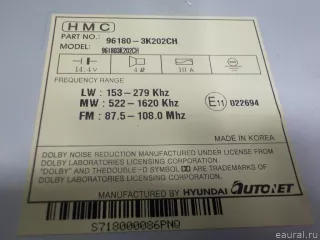 HMC
PART NO.: 96180 - 3K202CH
MODEL: 961803K202CH
14.4v 4Ω 10A
FREQUENCY RANGE
LW : 153-279 Khz
MW : 522-1620 Khz
FM : 87.5-108.0 Mhz
E11 022694
MADE IN KOREA
DOLBY NOISE REDUCTION MANUFACTURED UNDER LICENSE FROM
DOLBY LABORATORIES LICENSING CORPORATION.
"DOLBY" AND THEDOUBLE-D SYMBOL ARE TRADEMARKS OF
DOLBY LABORATORIES LICENSING CORPORATION.
MANUFACTURED BY HYUNDAI AUTONET
S718000086PNQ
eaural.ru